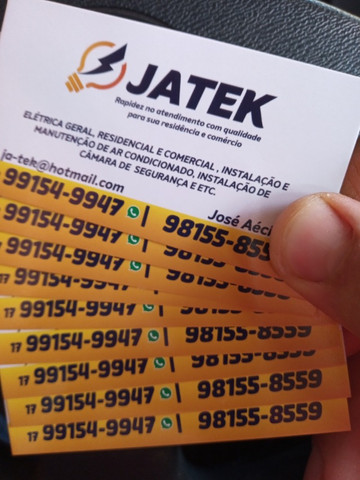 JATEK
Rapidez no atendimento com qualidade
para sua residência e comércio
ELÉTRICA GERAL, RESIDENCIAL E COMERCIAL, INSTALAÇÃO E
MANUTENÇÃO DE AR CONDICIONADO, INSTALAÇÃO DE
CÂMARA DE SEGURANÇA E ETC.
ja-tek@hotmail.com
José
99154-9947 | 98155-855
99154-9947
99154-9947
99154-9947
99154-9947
17 99154-9947 | 98155-8559
17 99154-9947 | 98155-8559
17 99154-9947 | 98155-8559
17 99154-9947 | 98155-8559